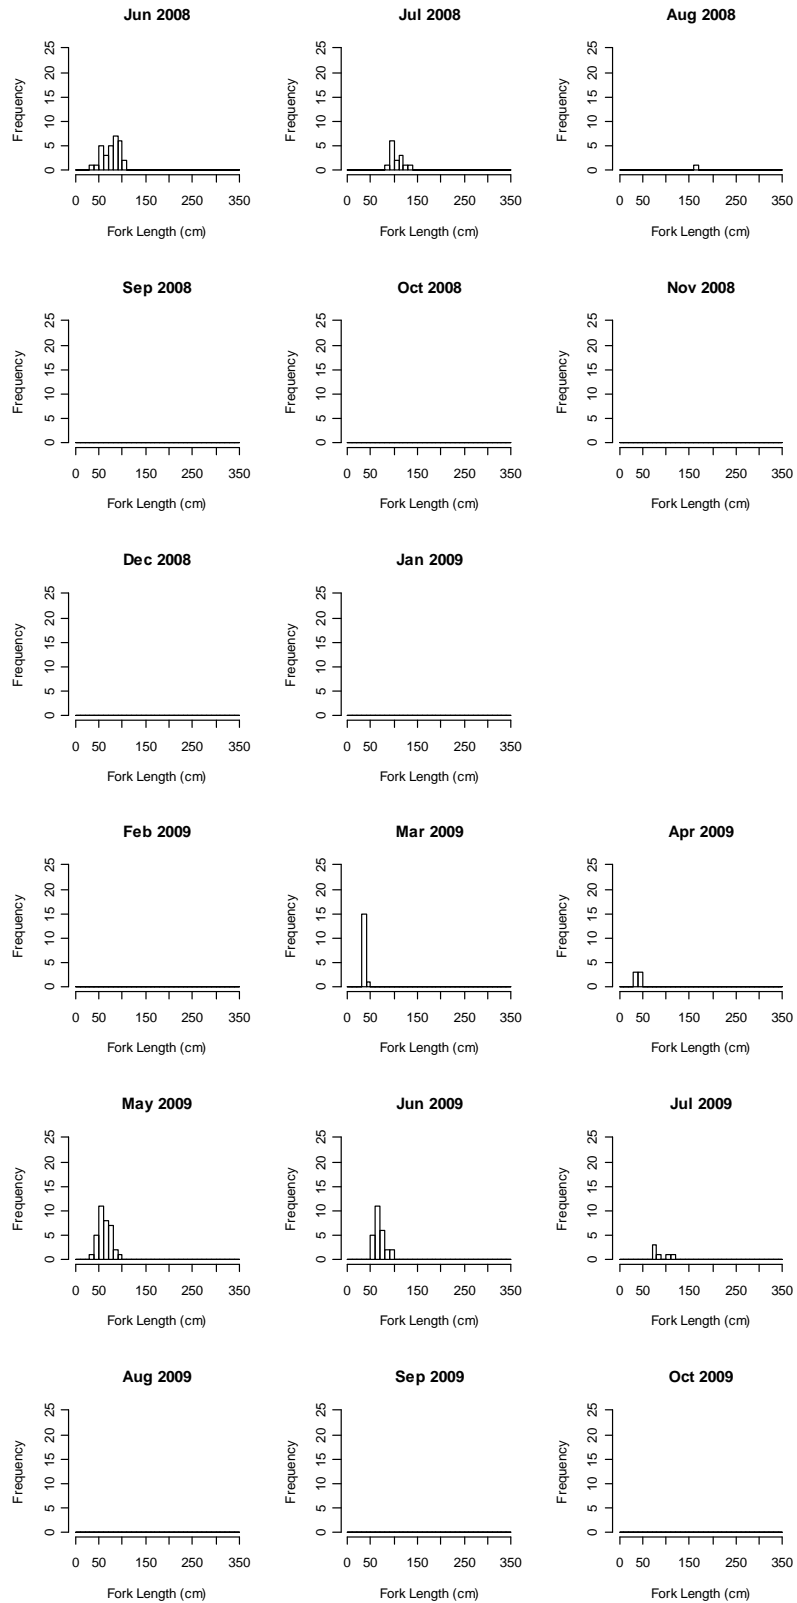 Jun 2008
Frequency
0 5 10 15 20 25
0 50 150 250 350
Fork Length (cm)
Jul 2008
Frequency
0 5 10 15 20 25
0 50 150 250 350
Fork Length (cm)
Aug 2008
Frequency
0 5 10 15 20 25
0 50 150 250 350
Fork Length (cm)
Sep 2008
Frequency
0 5 10 15 20 25
0 50 150 250 350
Fork Length (cm)
Oct 2008
Frequency
0 5 10 15 20 25
0 50 150 250 350
Fork Length (cm)
Nov 2008
Frequency
0 5 10 15 20 25
0 50 150 250 350
Fork Length (cm)
Dec 2008
Frequency
0 5 10 15 20 25
0 50 150 250 350
Fork Length (cm)
Jan 2009
Frequency
0 5 10 15 20 25
0 50 150 250 350
Fork Length (cm)
Feb 2009
Frequency
0 5 10 15 20 25
0 50 150 250 350
Fork Length (cm)
Mar 2009
Frequency
0 5 10 15 20 25
0 50 150 250 350
Fork Length (cm)
Apr 2009
Frequency
0 5 10 15 20 25
0 50 150 250 350
Fork Length (cm)
May 2009
Frequency
0 5 10 15 20 25
0 50 150 250 350
Fork Length (cm)
Jun 2009
Frequency
0 5 10 15 20 25
0 50 150 250 350
Fork Length (cm)
Jul 2009
Frequency
0 5 10 15 20 25
0 50 150 250 350
Fork Length (cm)
Aug 2009
Frequency
0 5 10 15 20 25
0 50 150 250 350
Fork Length (cm)
Sep 2009
Frequency
0 5 10 15 20 25
0 50 150 250 350
Fork Length (cm)
Oct 2009
Frequency
0 5 10 15 20 25
0 50 150 250 350
Fork Length (cm)